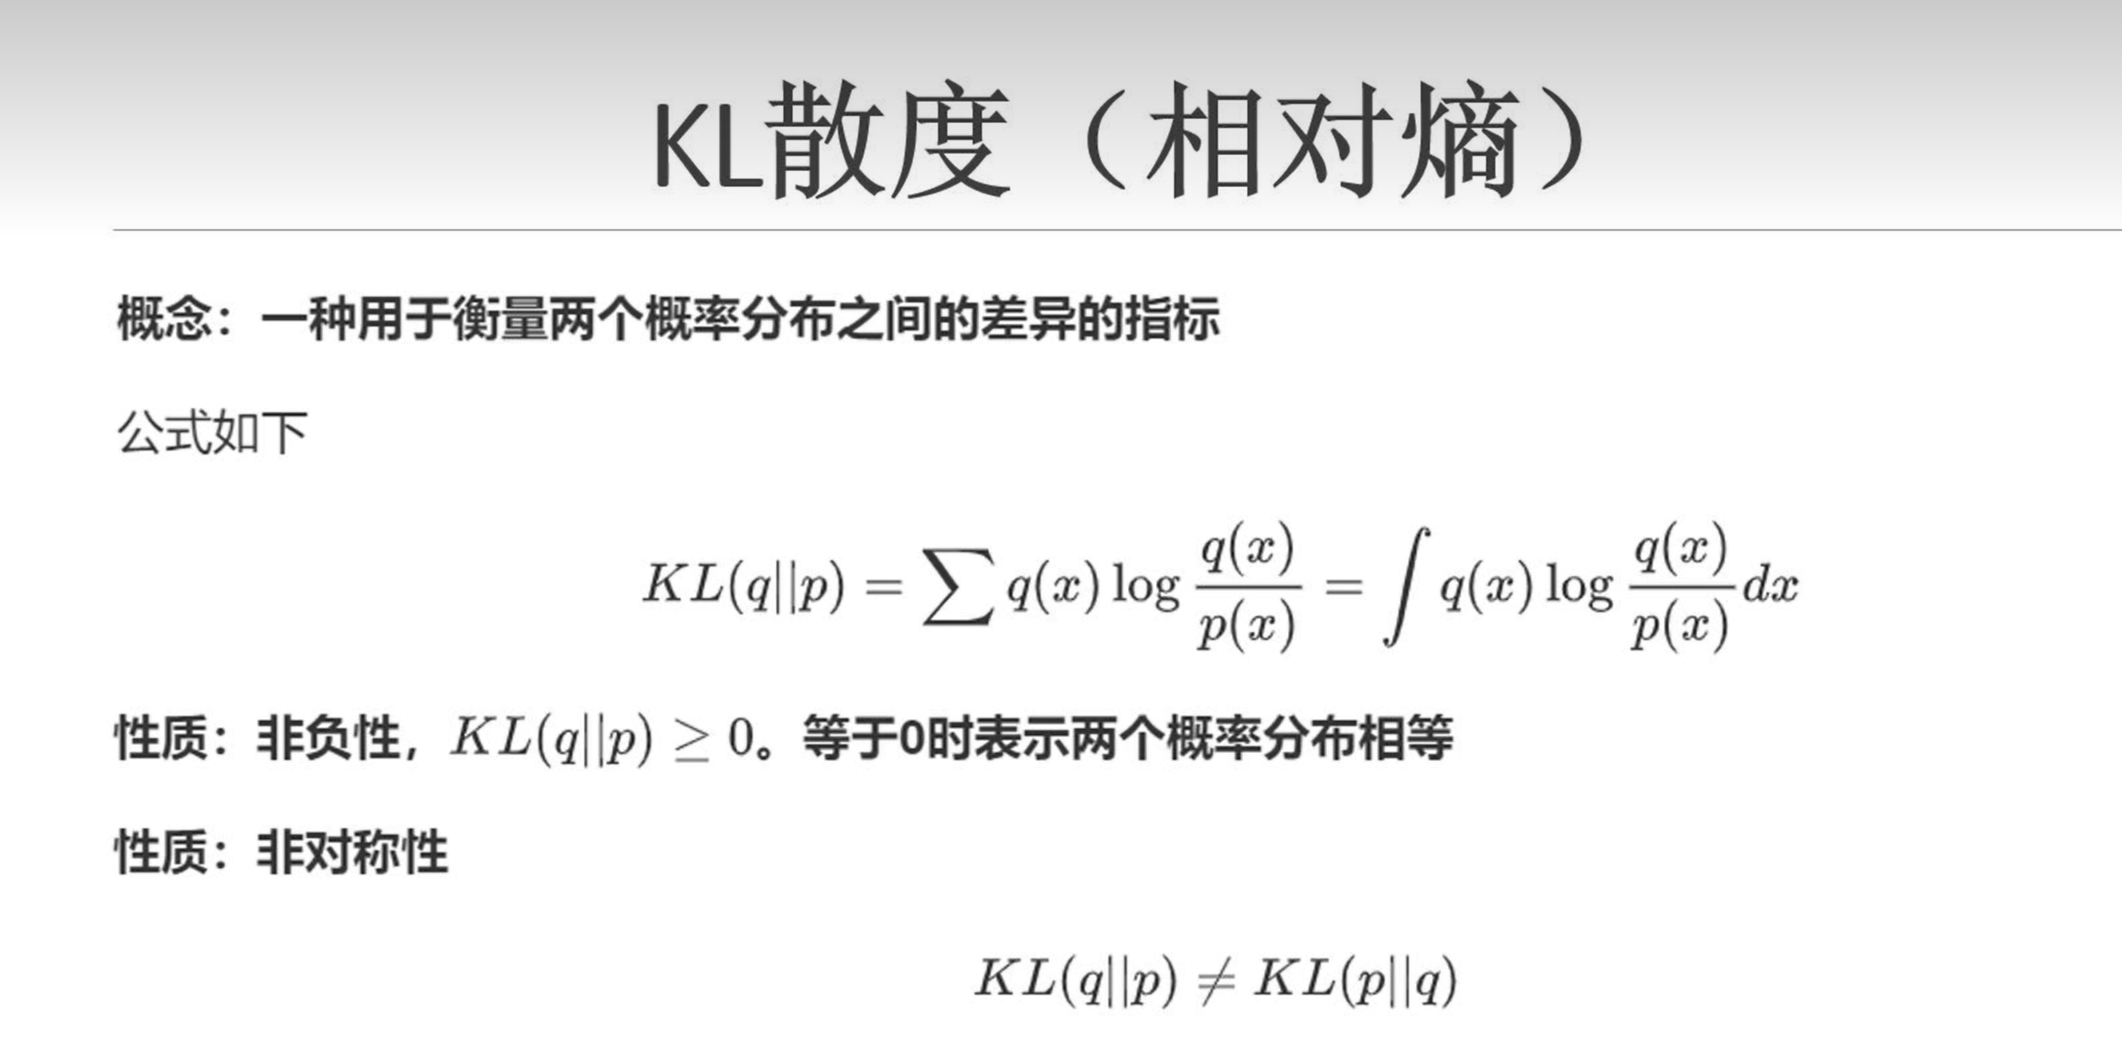 KL散度（相对熵）
概念：一种用于衡量两个概率分布之间的差异的指标
公式如下
$KL(q||p) = \sum q(x) \log \frac{q(x)}{p(x)} = \int q(x) \log \frac{q(x)}{p(x)} dx$
性质：非负性，$KL(q||p) \geq 0$。等于0时表示两个概率分布相等
性质：非对称性
$KL(q||p) \neq KL(p||q)$